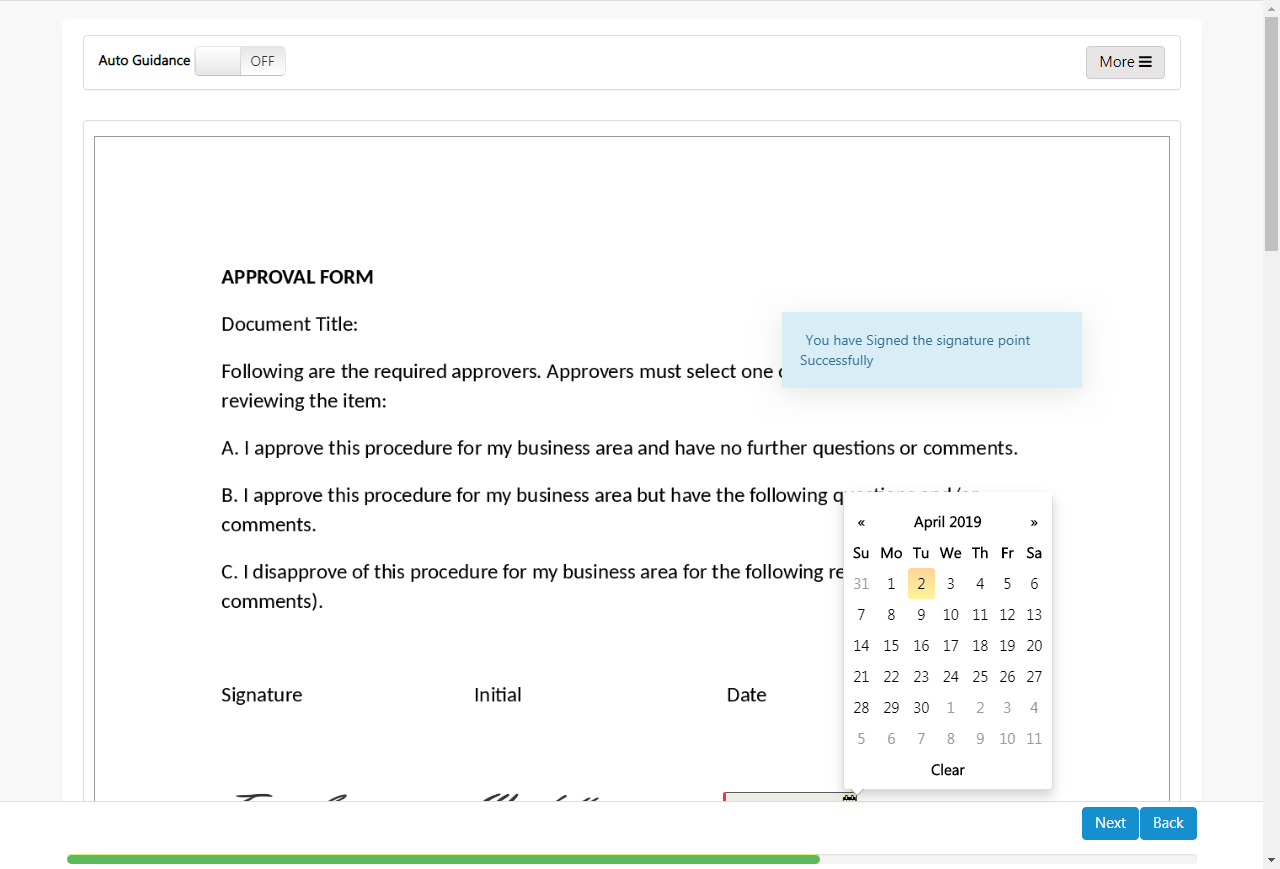 Auto Guidance OFF More
APPROVAL FORM
Document Title:
You have Signed the signature point
Successfully
Following are the required approvers. Approvers must select one
reviewing the item:
A. I approve this procedure for my business area and have no further questions or comments.
B. I approve this procedure for my business area but have the following
comments.
C. I disapprove of this procedure for my business area for the following
comments).
« April 2019 »
Su Mo Tu We Th Fr Sa
31 1 2 3 4 5 6
7 8 9 10 11 12 13
14 15 16 17 18 19 20
21 22 23 24 25 26 27
28 29 30 1 2 3 4
5 6 7 8 9 10 11
Clear
Signature Initial Date
Next Back